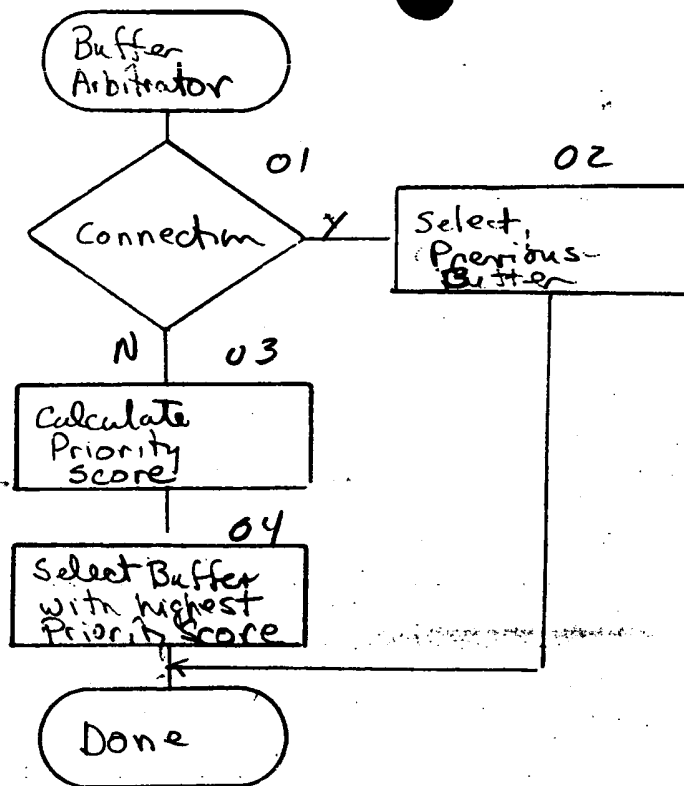 Buffer
Arbitrator
01
02
Connection
Y
Select
Previous
Buffer
N
03
Calculate
Priority
Score
04
Select Buffer
with highest
Priority Score
Done